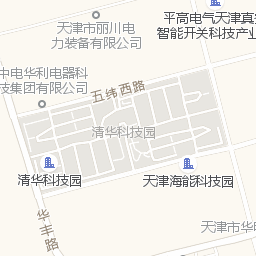 天津市丽川电
力装备有限公司
平高电气天津真空
智能开关科技产业
中电华利电器科
技集团有限公司
五纬西路
清华科技园
清华科技园
天津海能科技园
华丰路
天津市华